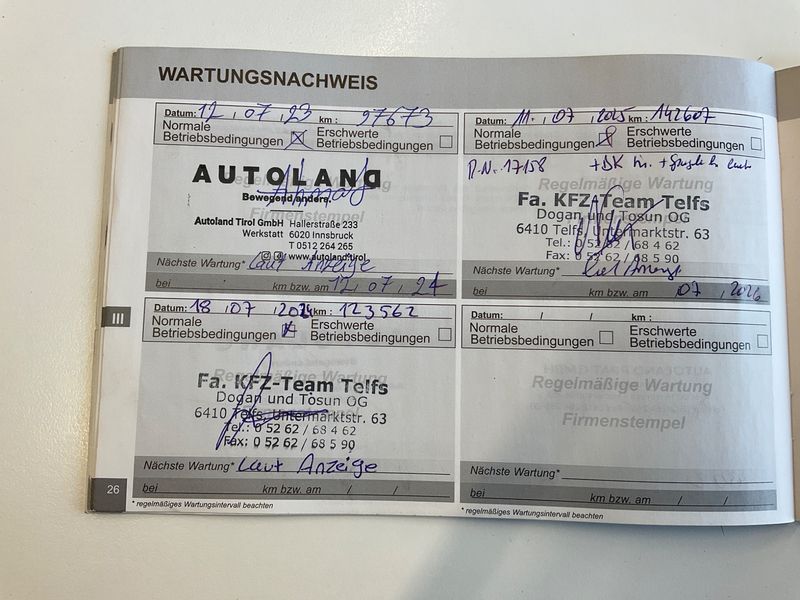 WARTUNGSNACHWEIS
Datum: 12 , 07 , 23 km : 97673
Normale Betriebsbedingungen
Erschwerte Betriebsbedingungen
AUTOLAND
Bewegend anders.
Autoland Tirol GmbH Hallerstraße 233
Werkstatt 6020 Innsbruck
T 0512 264 265
www.autoland.tirol
Nächste Wartung* Laut Anzeige
bei km bzw. am 12 , 07 , 24
Datum: 11. , 07 , 2025 km : 142607
Normale Betriebsbedingungen
Erschwerte Betriebsbedingungen
R.N.: 17158
Regelmäßige Wartung
Fa. KFZ-Team Telfs
Dogan und Tosun OG
6410 Telfs, Untermarktstr. 63
Tel.: 0 52 62 / 68 4 62
Fax: 0 52 62 / 68 5 90
Nächste Wartung*
bei km bzw. am 07 , 2026
Datum: 18 , 07 , 2024 km : 123562
Normale Betriebsbedingungen
Erschwerte Betriebsbedingungen
Regelmäßige Wartung
Fa. KFZ-Team Telfs
Dogan und Tosun OG
6410 Telfs, Untermarktstr. 63
Tel.: 0 52 62 / 68 4 62
Fax: 0 52 62 / 68 5 90
Nächste Wartung* Laut Anzeige
bei km bzw. am / /
Datum: / / km :
Normale Betriebsbedingungen
Erschwerte Betriebsbedingungen
Regelmäßige Wartung
Firmenstempel
Nächste Wartung*
bei km bzw. am / /
III
26
* regelmäßiges Wartungsintervall beachten
* regelmäßiges Wartungsintervall beachten